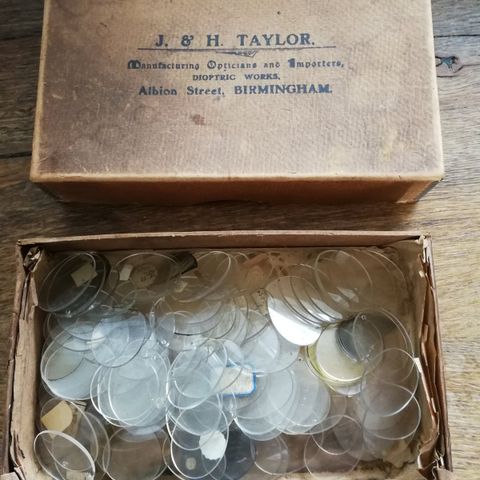 J. & H. TAYLOR,
Manufacturing Opticians and Importers,
DIOPTRIC WORKS,
Albion Street, BIRMINGHAM.